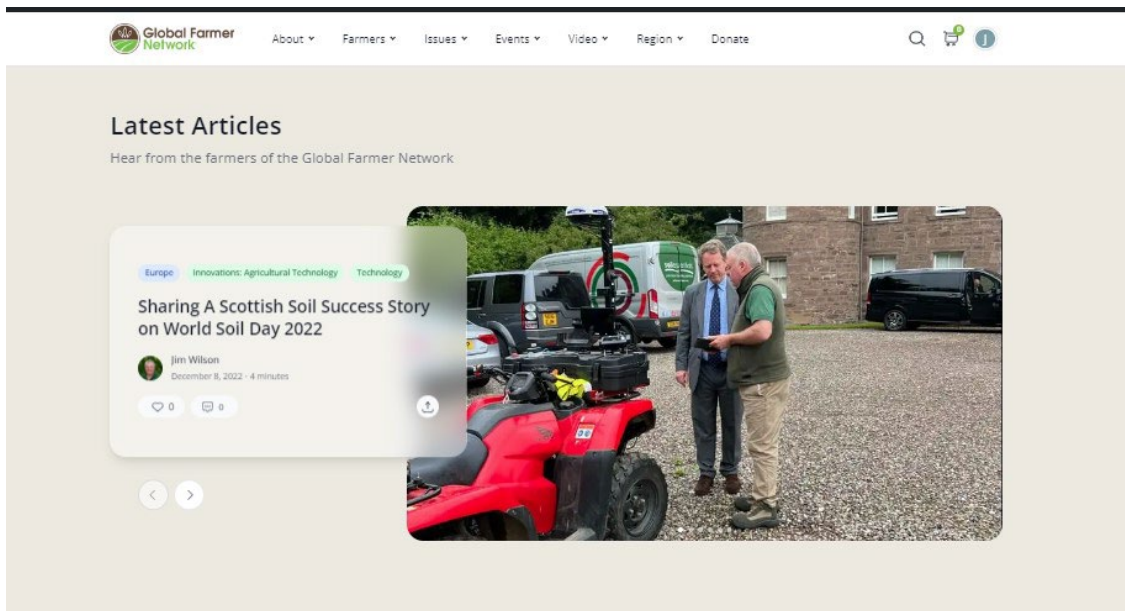 Global Farmer
Network
About
Farmers
Issues
Events
Video
Region
Donate
0
J
Latest Articles
Hear from the farmers of the Global Farmer Network
Europe
Innovations: Agricultural Technology
Technology
Sharing A Scottish Soil Success Story
on World Soil Day 2022
Jim Wilson
December 8, 2022 - 4 minutes
0
0